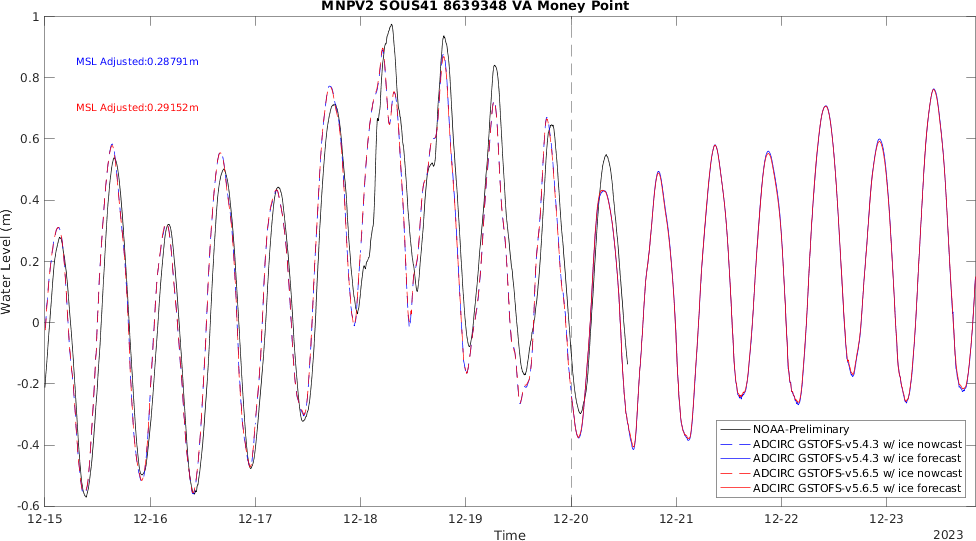 MNPV2 SOUS41 8639348 VA Money Point
MSL Adjusted:0.28791m
MSL Adjusted:0.29152m
Water Level (m)
1
0.8
0.6
0.4
0.2
0
-0.2
-0.4
-0.6
NOAA-Preliminary
ADCIRC GSTOFS-v5.4.3 w/ ice nowcast
ADCIRC GSTOFS-v5.4.3 w/ ice forecast
ADCIRC GSTOFS-v5.6.5 w/ ice nowcast
ADCIRC GSTOFS-v5.6.5 w/ ice forecast
12-15 12-16 12-17 12-18 12-19 12-20 12-21 12-22 12-23
Time
2023